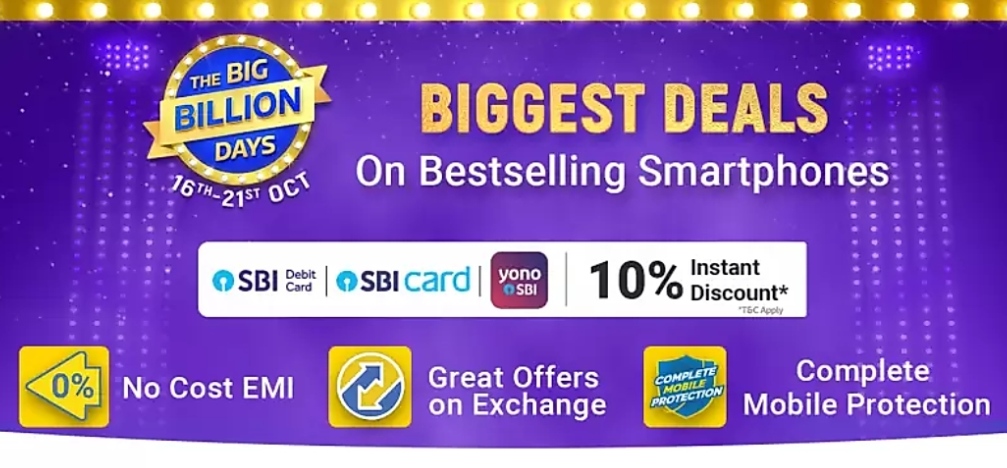 THE BIG
BILLION
DAYS
16TH-21ST OCT
BIGGEST DEALS
On Bestselling Smartphones
SBI Debit Card | SBI card | yono SBI | 10% Instant Discount*
*T&C Apply
0% No Cost EMI
Great Offers
on Exchange
COMPLETE
MOBILE
PROTECTION
Complete
Mobile Protection